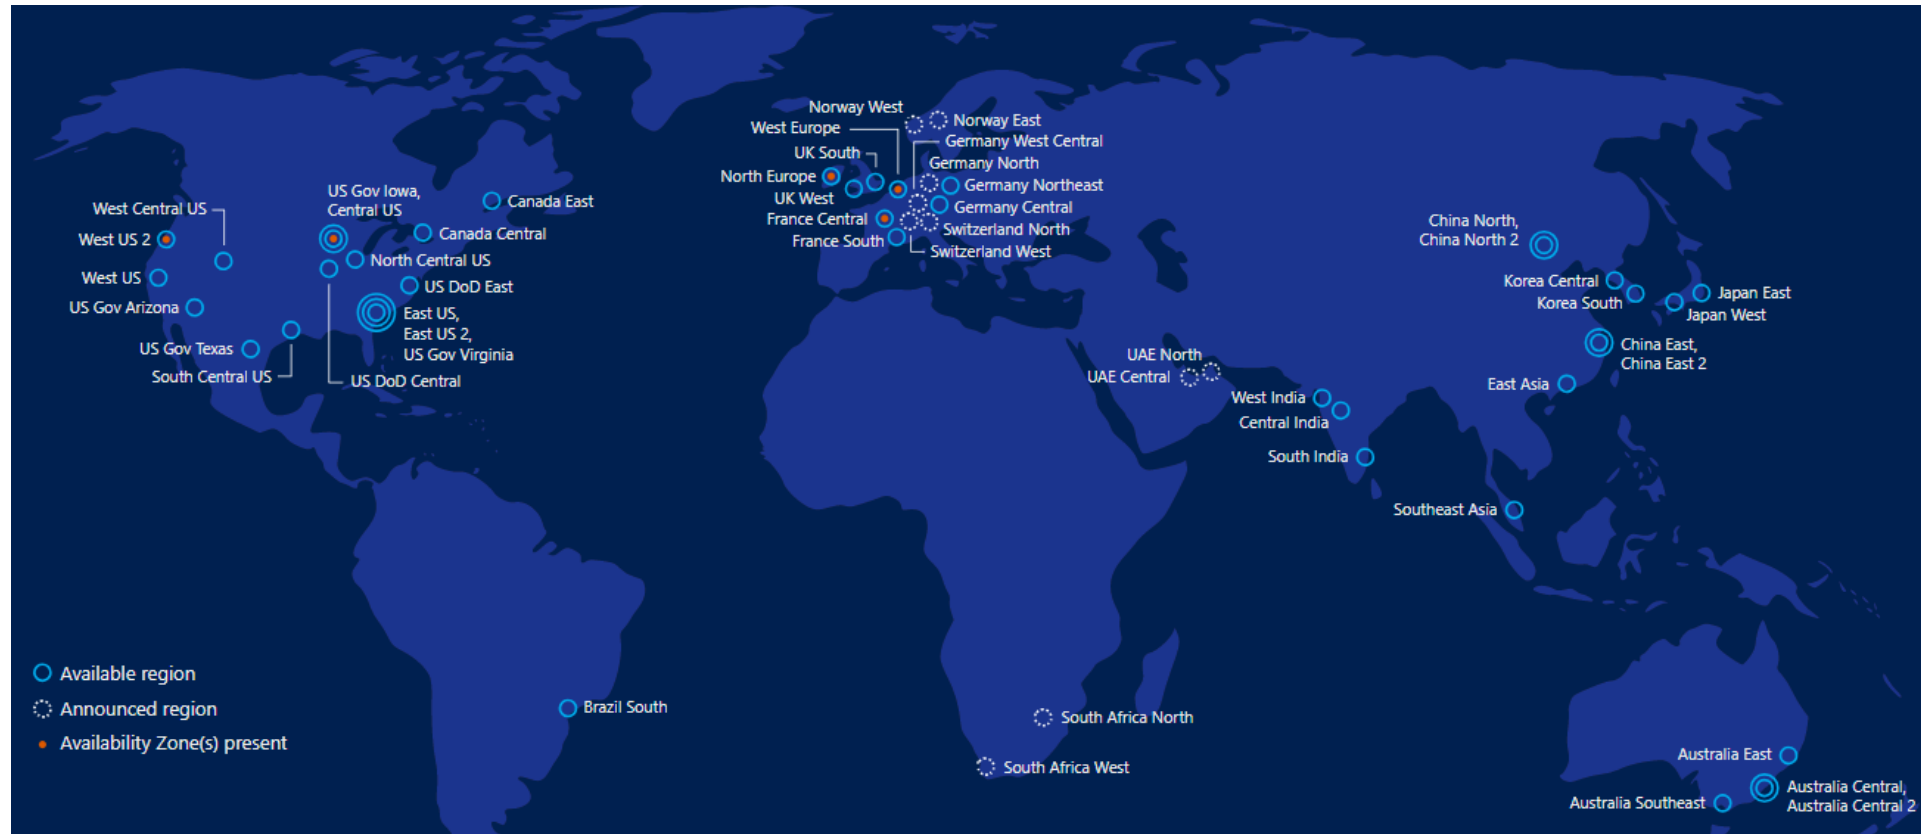 Norway West
Norway East
West Europe
Germany West Central
UK South
Germany North
North Europe
Germany Northeast
UK West
Germany Central
France Central
Switzerland North
France South
Switzerland West
US Gov Iowa,
Central US
Canada East
West Central US
West US 2
Canada Central
North Central US
West US
US DoD East
US Gov Arizona
East US,
East US 2,
US Gov Virginia
US Gov Texas
South Central US
US DoD Central
China North,
China North 2
Korea Central
Korea South
Japan East
Japan West
China East,
China East 2
East Asia
UAE North
UAE Central
West India
Central India
South India
Southeast Asia
Available region
Announced region
Availability Zone(s) present
Brazil South
South Africa North
South Africa West
Australia East
Australia Central,
Australia Central 2
Australia Southeast